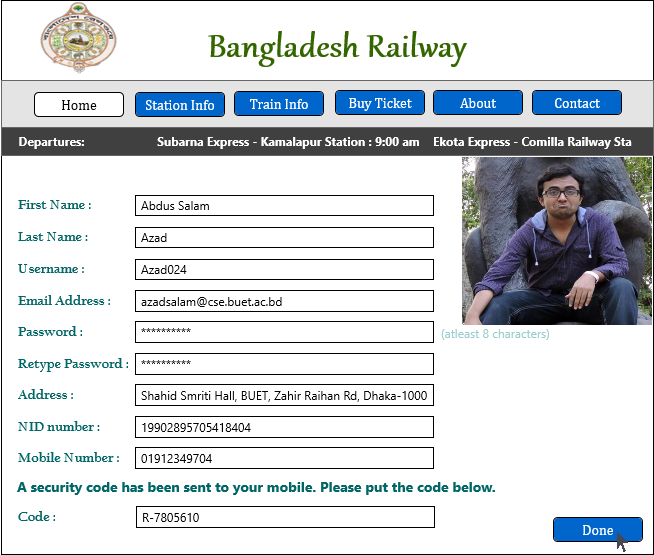 Bangladesh Railway
Home Station Info Train Info Buy Ticket About Contact
Departures: Subarna Express - Kamalapur Station : 9:00 am Ekota Express - Comilla Railway Sta
First Name : Abdus Salam
Last Name : Azad
Username : Azad024
Email Address : azadsalam@cse.buet.ac.bd
Password : ********** (atleast 8 characters)
Retype Password : **********
Address : Shahid Smriti Hall, BUET, Zahir Raihan Rd, Dhaka-1000
NID number : 19902895705418404
Mobile Number : 01912349704
A security code has been sent to your mobile. Please put the code below.
Code : R-7805610
Done